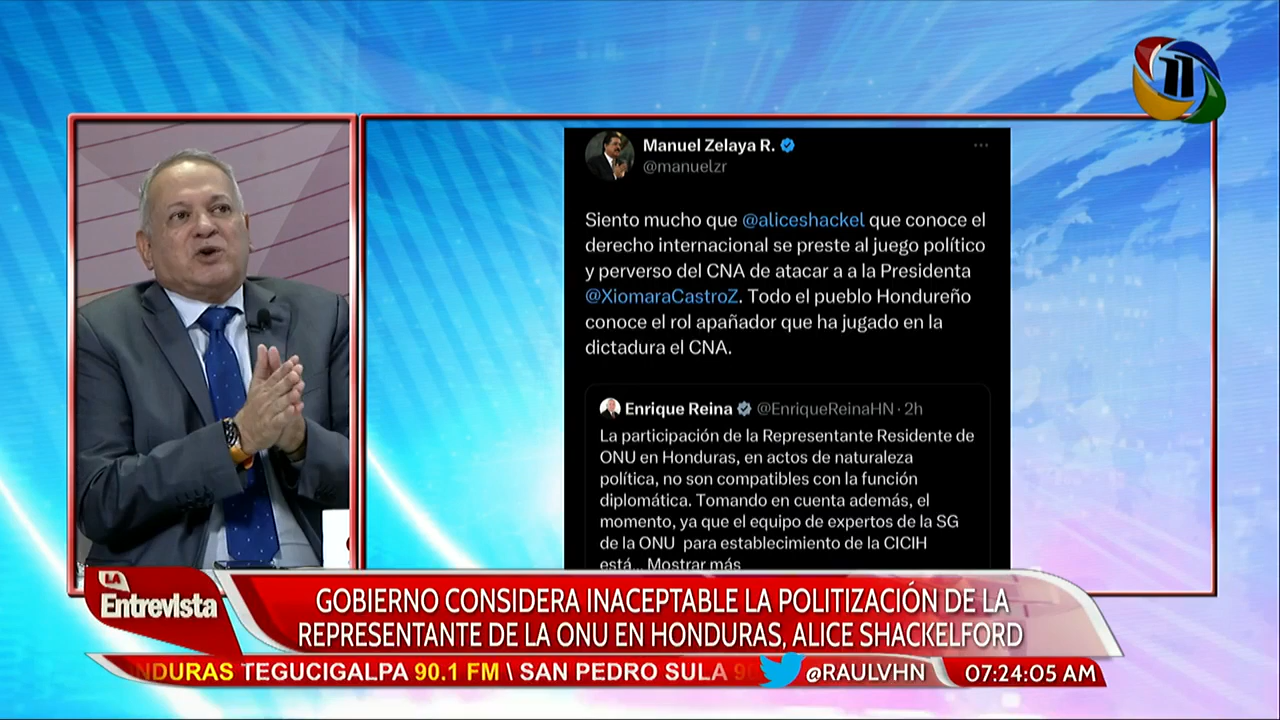 11
Manuel Zelaya R.
@manuelzr
Siento mucho que @aliceshackel que conoce el
derecho internacional se preste al juego político
y perverso del CNA de atacar a a la Presidenta
@XiomaraCastroZ. Todo el pueblo Hondureño
conoce el rol apañador que ha jugado en la
dictadura el CNA.
Enrique Reina @EnriqueReinaHN · 2h
La participación de la Representante Residente de
ONU en Honduras, en actos de naturaleza
política, no son compatibles con la función
diplomática. Tomando en cuenta además, el
momento, ya que el equipo de expertos de la SG
de la ONU para establecimiento de la CICIH
está... Mostrar más
LA
Entrevista
GOBIERNO CONSIDERA INACEPTABLE LA POLITIZACIÓN DE LA
REPRESENTANTE DE LA ONU EN HONDURAS, ALICE SHACKELFORD
NDURAS TEGUCIGALPA 90.1 FM \ SAN PEDRO SULA 90 @RAULVHN 07:24:05 AM